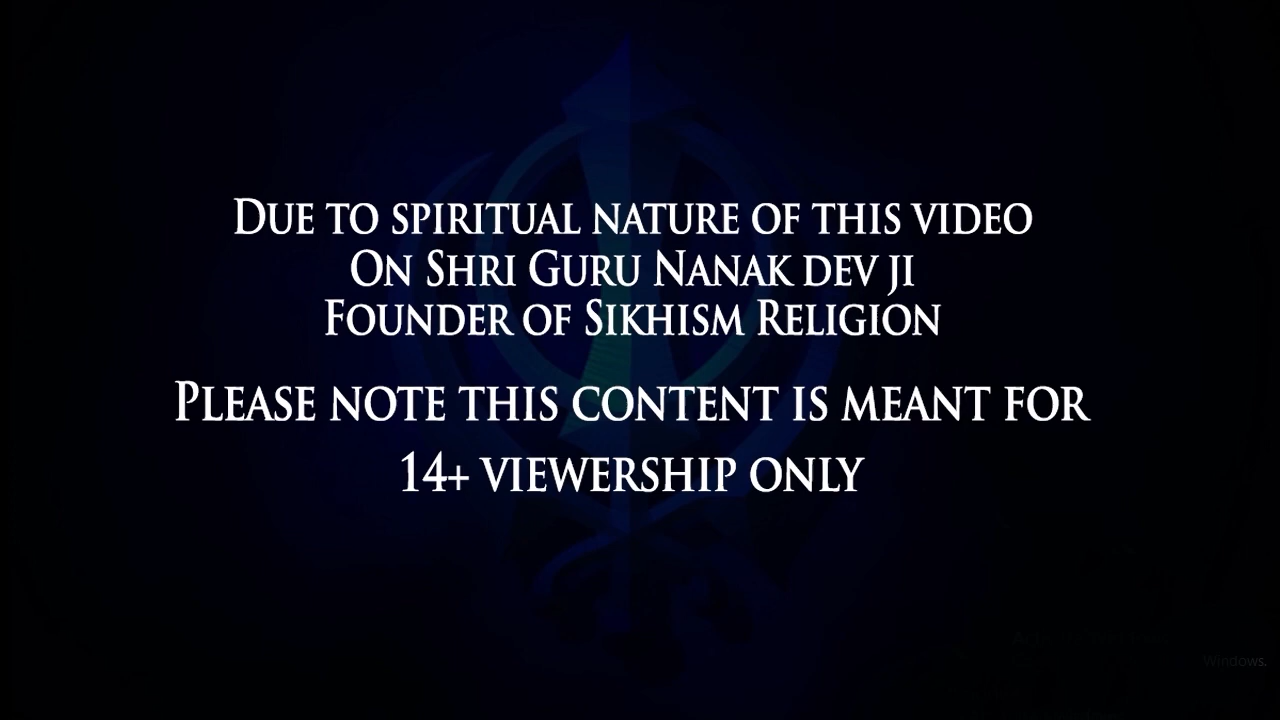 Due to spiritual nature of this video
On Shri Guru Nanak dev ji
Founder of Sikhism Religion
Please note this content is meant for
14+ viewership only
Windows.